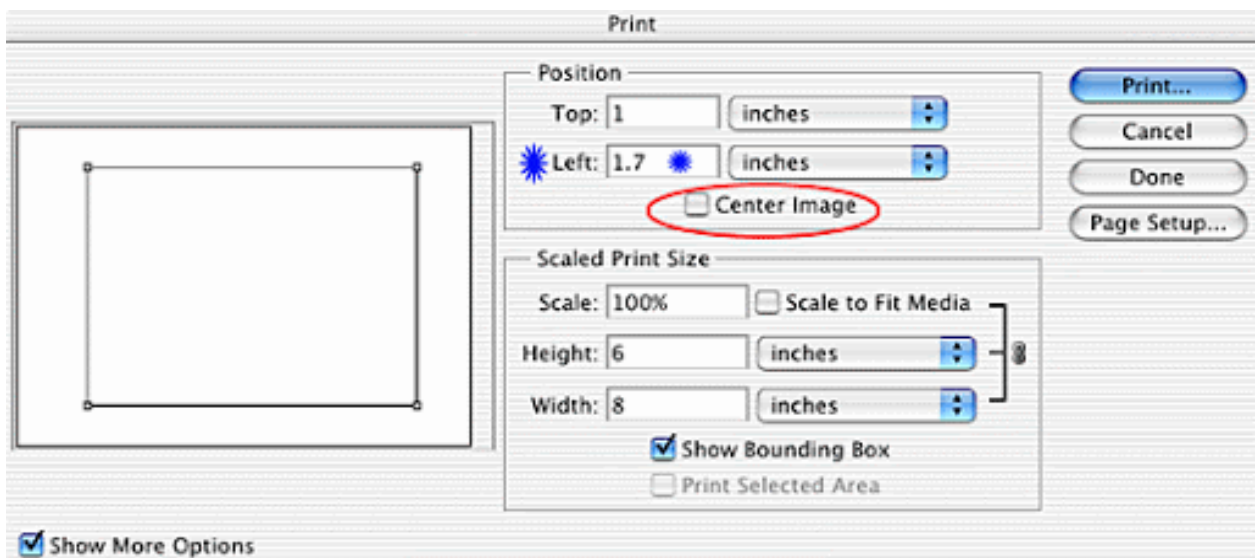 Print
Position
Top: 1 inches
Left: 1.7 inches
Center Image
Print...
Cancel
Done
Page Setup...
Scaled Print Size
Scale: 100% Scale to Fit Media
Height: 6 inches
Width: 8 inches
Show Bounding Box
Print Selected Area
Show More Options